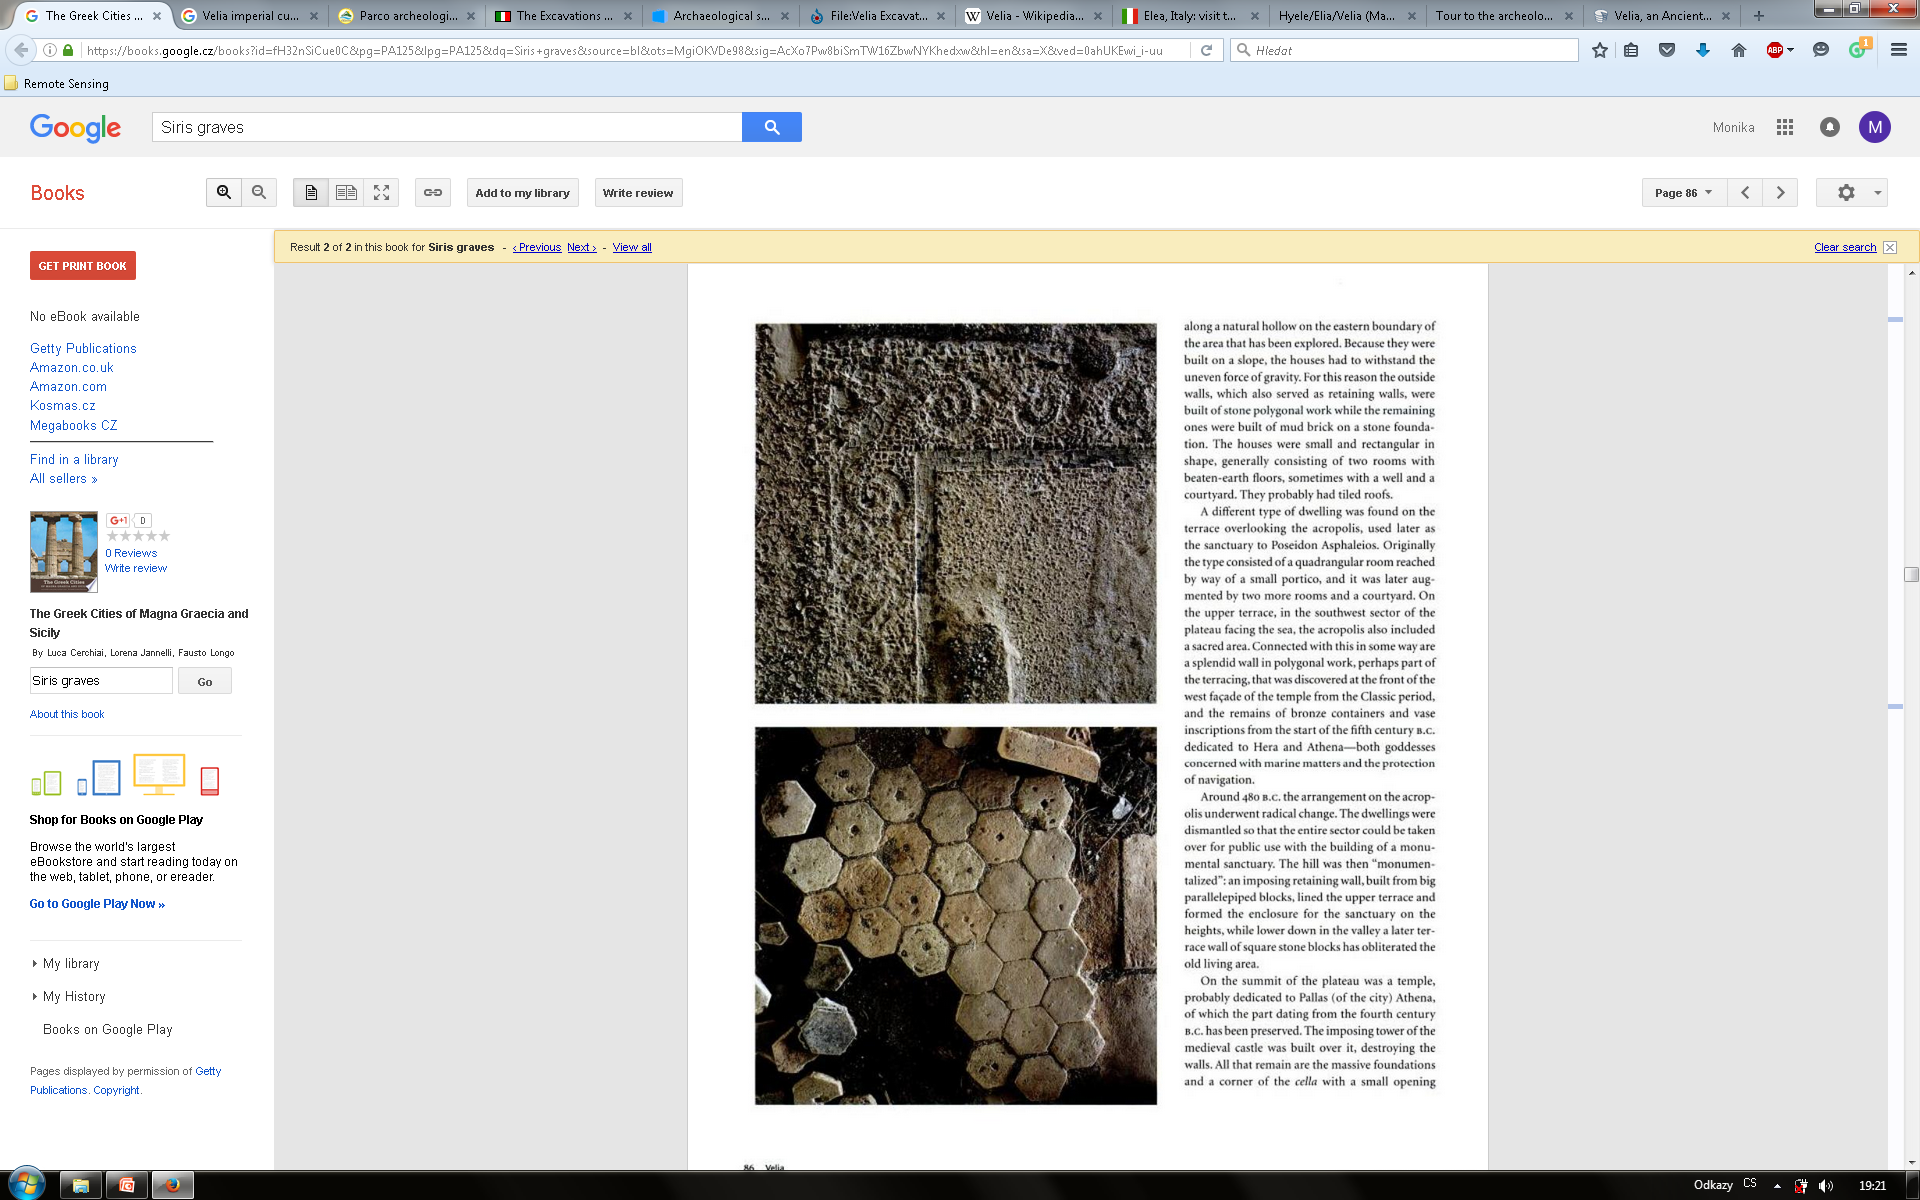 The Greek Cities ...
Velia imperial cu...
Parco archeologi...
The Excavations ...
Archaeological s...
File:Velia Excavat...
Velia - Wikipedia...
Elea, Italy: visit t...
Hyele/Elia/Velia (Ma...
Tour to the archeolo...
Velia, an Ancient...
https://books.google.cz/books?id=fH32nSiCue0C&pg=PA125&lpg=PA125&dq=Siris+graves&source=bl&ots=MgiOKVDe98&sig=AcXo7Pw8biSmTW16ZbwNYKhedxw&hl=en&sa=X&ved=0ahUKEwi_i-uu
Hledat
ABP
1
Remote Sensing
Google
Siris graves
Monika
M
Books
Add to my library
Write review
Page 86
Result 2 of 2 in this book for Siris graves - ‹ Previous Next › - View all
Clear search
GET PRINT BOOK
No eBook available
Getty Publications
Amazon.co.uk
Amazon.com
Kosmas.cz
Megabooks CZ
Find in a library
All sellers »
G+1 0
0 Reviews
Write review
The Greek Cities
The Greek Cities of Magna Graecia and
Sicily
By Luca Cerchiai, Lorena Jannelli, Fausto Longo
Siris graves
Go
About this book
Shop for Books on Google Play
Browse the world's largest
eBookstore and start reading today on
the web, tablet, phone, or ereader.
Go to Google Play Now »
My library
My History
Books on Google Play
Pages displayed by permission of Getty
Publications. Copyright.
along a natural hollow on the eastern boundary of
the area that has been explored. Because they were
built on a slope, the houses had to withstand the
uneven force of gravity. For this reason the outside
walls, which also served as retaining walls, were
built of stone polygonal work while the remaining
ones were built of mud brick on a stone founda-
tion. The houses were small and rectangular in
shape, generally consisting of two rooms with
beaten-earth floors, sometimes with a well and a
courtyard. They probably had tiled roofs.
A different type of dwelling was found on the
terrace overlooking the acropolis, used later as
the sanctuary to Poseidon Asphaleios. Originally
the type consisted of a quadrangular room reached
by way of a small portico, and it was later aug-
mented by two more rooms and a courtyard. On
the upper terrace, in the southwest sector of the
plateau facing the sea, the acropolis also included
a sacred area. Connected with this in some way are
a splendid wall in polygonal work, perhaps part of
the terracing, that was discovered at the front of the
west façade of the temple from the Classic period,
and the remains of bronze containers and vase
inscriptions from the start of the fifth century B.C.
dedicated to Hera and Athena—both goddesses
concerned with marine matters and the protection
of navigation.
Around 480 B.C. the arrangement on the acrop-
olis underwent radical change. The dwellings were
dismantled so that the entire sector could be taken
over for public use with the building of a monu-
mental sanctuary. The hill was then “monumen-
talized”: an imposing retaining wall, built from big
parallelepiped blocks, lined the upper terrace and
formed the enclosure for the sanctuary on the
heights, while lower down in the valley a later ter-
race wall of square stone blocks has obliterated the
old living area.
On the summit of the plateau was a temple,
probably dedicated to Pallas (of the city) Athena,
of which the part dating from the fourth century
B.C. has been preserved. The imposing tower of the
medieval castle was built over it, destroying the
walls. All that remain are the massive foundations
and a corner of the cella with a small opening
86 Velia
Odkazy
CS
19:21